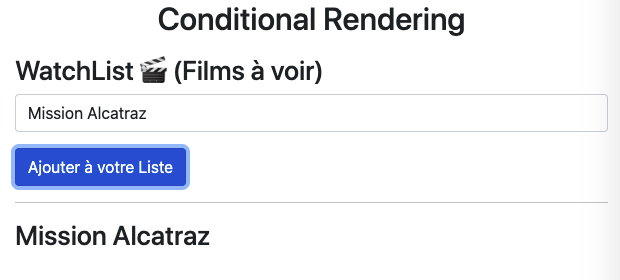 Conditional Rendering
WatchList 🎬 (Films à voir)
Mission Alcatraz
Ajouter à votre Liste
Mission Alcatraz